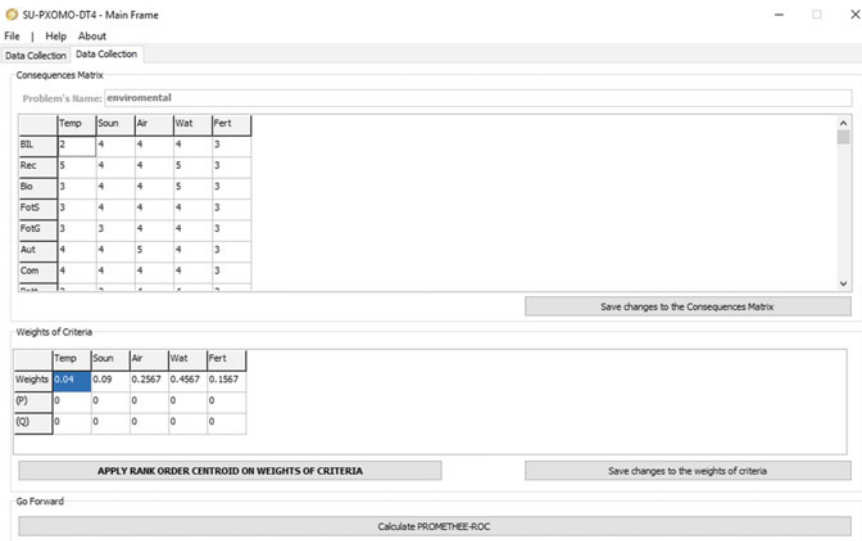 SU-PXOMO-DT4 - Main Frame
File | Help About
Data Collection Data Collection
Consequences Matrix
Problem's Name: enviromental
Temp Soun Air Wat Fert
BIL 2 4 4 4 3
Rec 5 4 4 5 3
Bio 3 4 4 5 3
FotS 3 4 4 4 3
FotG 3 3 4 4 3
Aut 4 4 5 4 3
Com 4 4 4 4 3
Save changes to the Consequences Matrix
Weights of Criteria
Temp Soun Air Wat Fert
Weights 0.04 0.09 0.2567 0.4567 0.1567
(P) 0 0 0 0 0
(Q) 0 0 0 0 0
APPLY RANK ORDER CENTROID ON WEIGHTS OF CRITERIA
Save changes to the weights of criteria
Go Forward
Calculate PROMETHEE-ROC